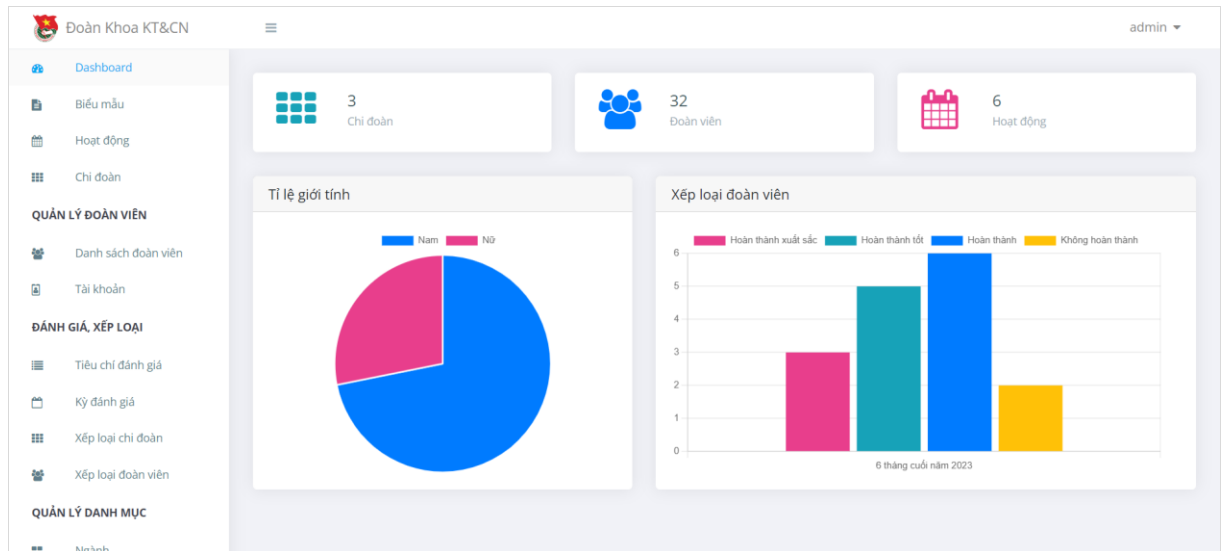 Đoàn Khoa KT&CN
admin
Dashboard
Biểu mẫu
Hoạt động
Chi đoàn
QUẢN LÝ ĐOÀN VIÊN
Danh sách đoàn viên
Tài khoản
ĐÁNH GIÁ, XẾP LOẠI
Tiêu chí đánh giá
Kỳ đánh giá
Xếp loại chi đoàn
Xếp loại đoàn viên
QUẢN LÝ DANH MỤC
Ngành
3
Chi đoàn
32
Đoàn viên
6
Hoạt động
Tỉ lệ giới tính
Nam Nữ
Xếp loại đoàn viên
Hoàn thành xuất sắc Hoàn thành tốt Hoàn thành Không hoàn thành
6
5
4
3
2
1
0
6 tháng cuối năm 2023